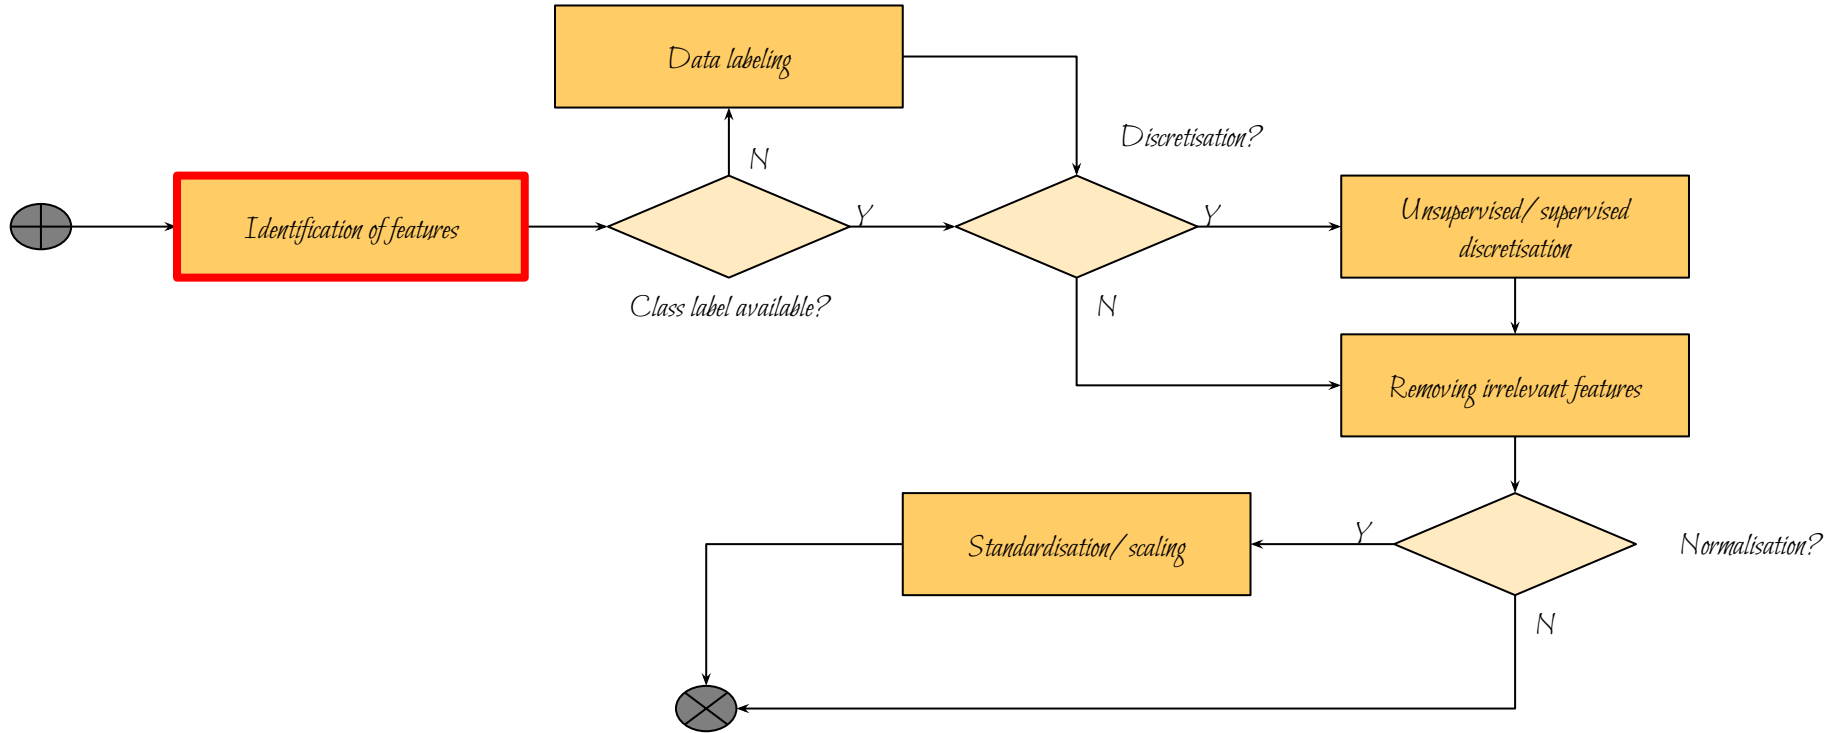 Data labeling
Discretisation?
N
Identification of features
Y
Y
Unsupervised/ supervised
discretisation
Class label available?
N
Removing irrelevant features
Standardisation/ scaling
Y
Normalisation?
N